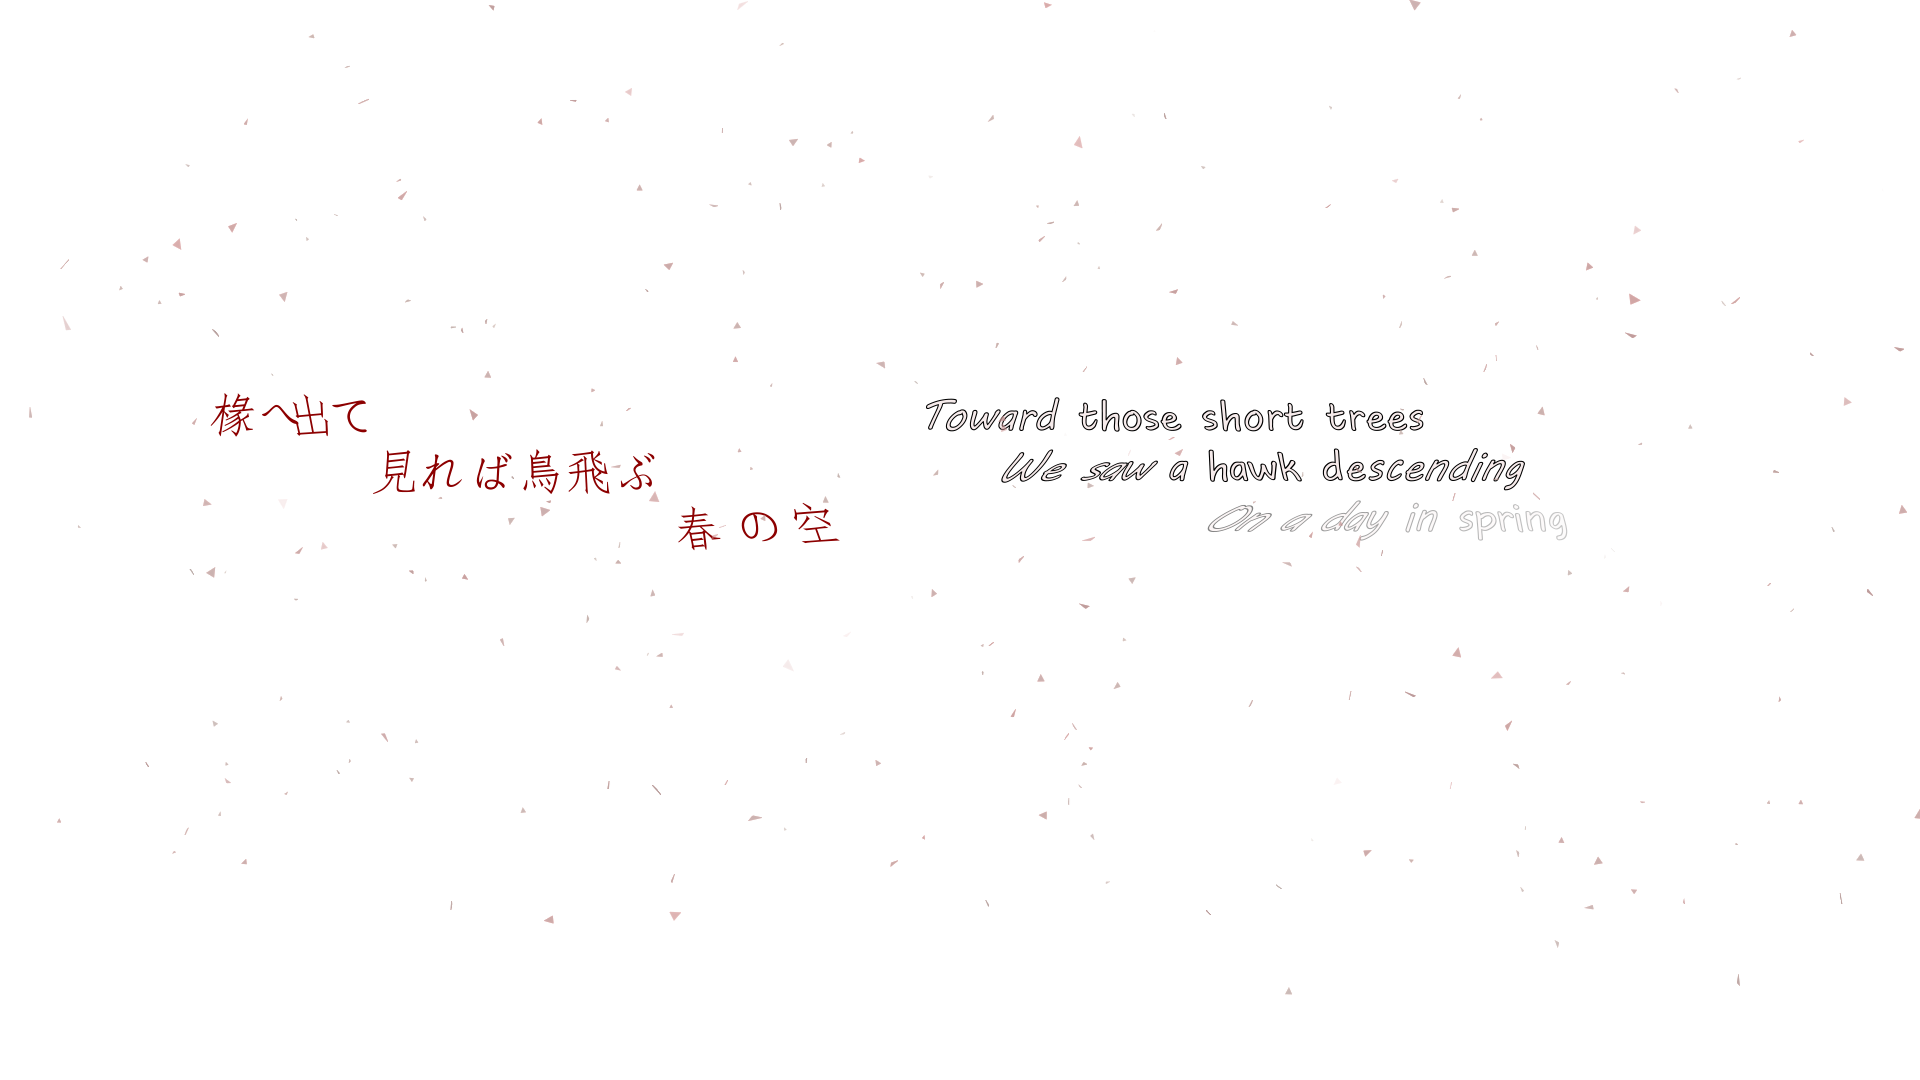 椽へ出て
見れば鳥飛ぶ
春の空
Toward those short trees
We saw a hawk descending
On a day in spring